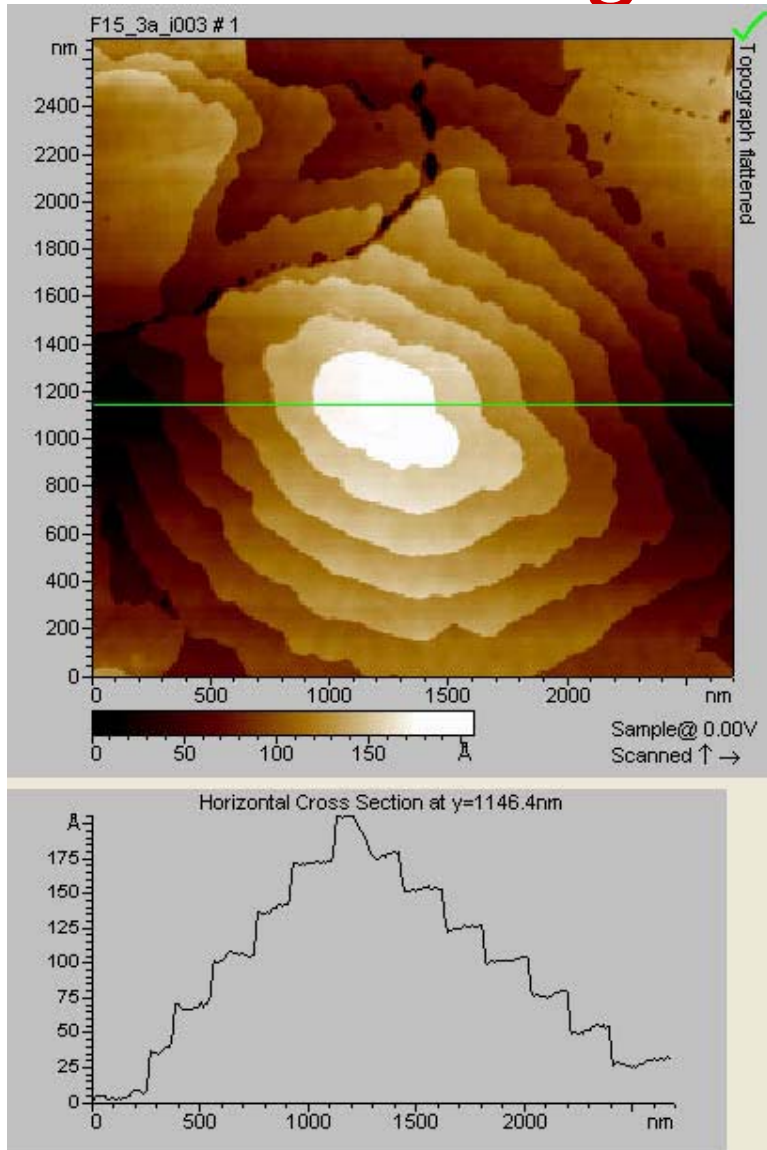 F15_3a_i003 # 1
nm
2400
2200
2000
1800
1600
1400
1200
1000
800
600
400
200
0
0 500 1000 1500 2000 nm
Topograph flattened
0 50 100 150 Å
Sample@ 0.00V
Scanned ↑ →
Horizontal Cross Section at y=1146.4nm
Å
175
150
125
100
75
50
25
0
0 500 1000 1500 2000 nm